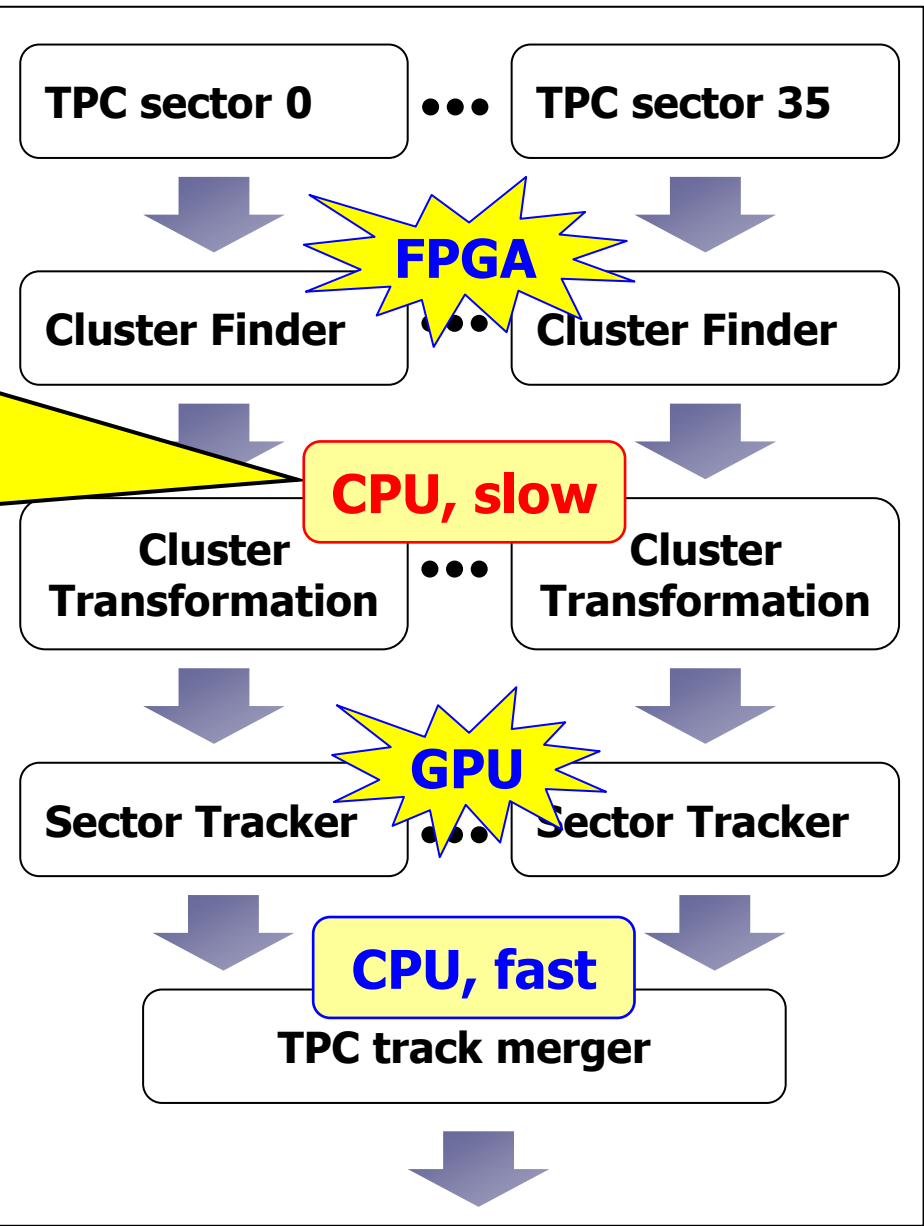 TPC sector 0 ••• TPC sector 35
FPGA
Cluster Finder ••• Cluster Finder
CPU, slow
Cluster
Transformation
•••
Cluster
Transformation
GPU
Sector Tracker ••• Sector Tracker
CPU, fast
TPC track merger